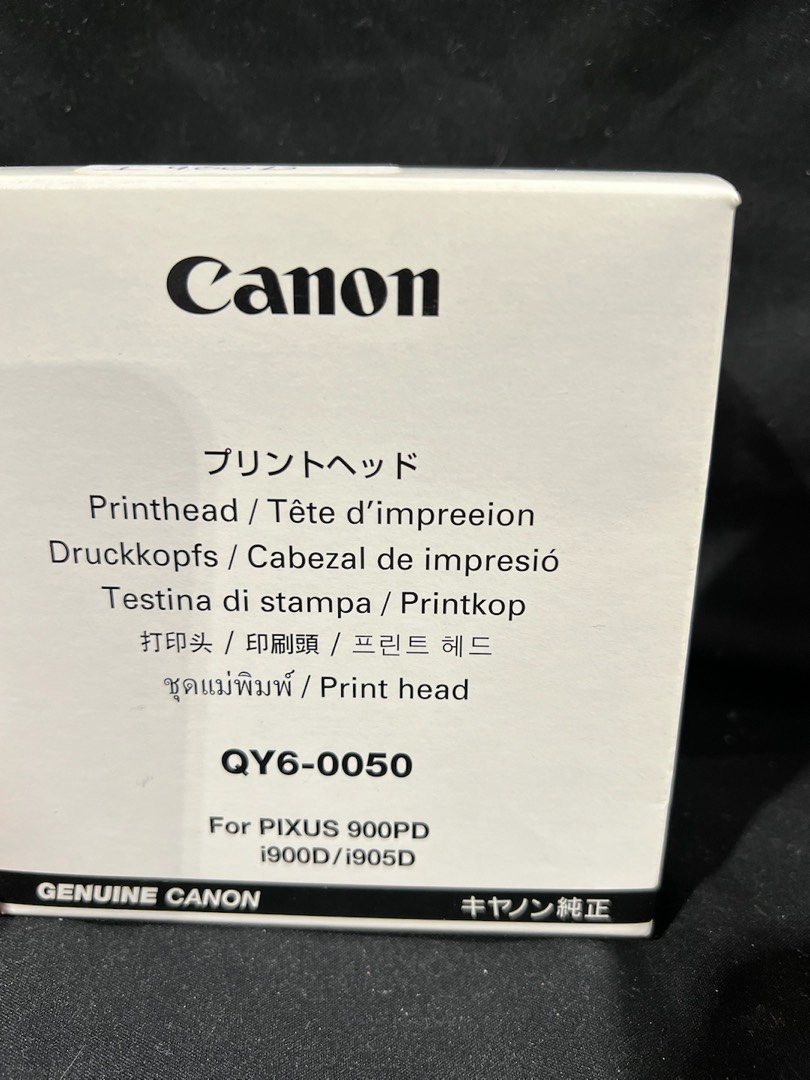 Canon
プリントヘッド
Printhead / Tête d’impreeion
Druckkopfs / Cabezal de impresió
Testina di stampa / Printkop
打印头 / 印刷頭 / 프린트 헤드
ชุดแม่พิมพ์ / Print head
QY6-0050
For PIXUS 900PD
i900D/i905D
GENUINE CANON
キヤノン純正